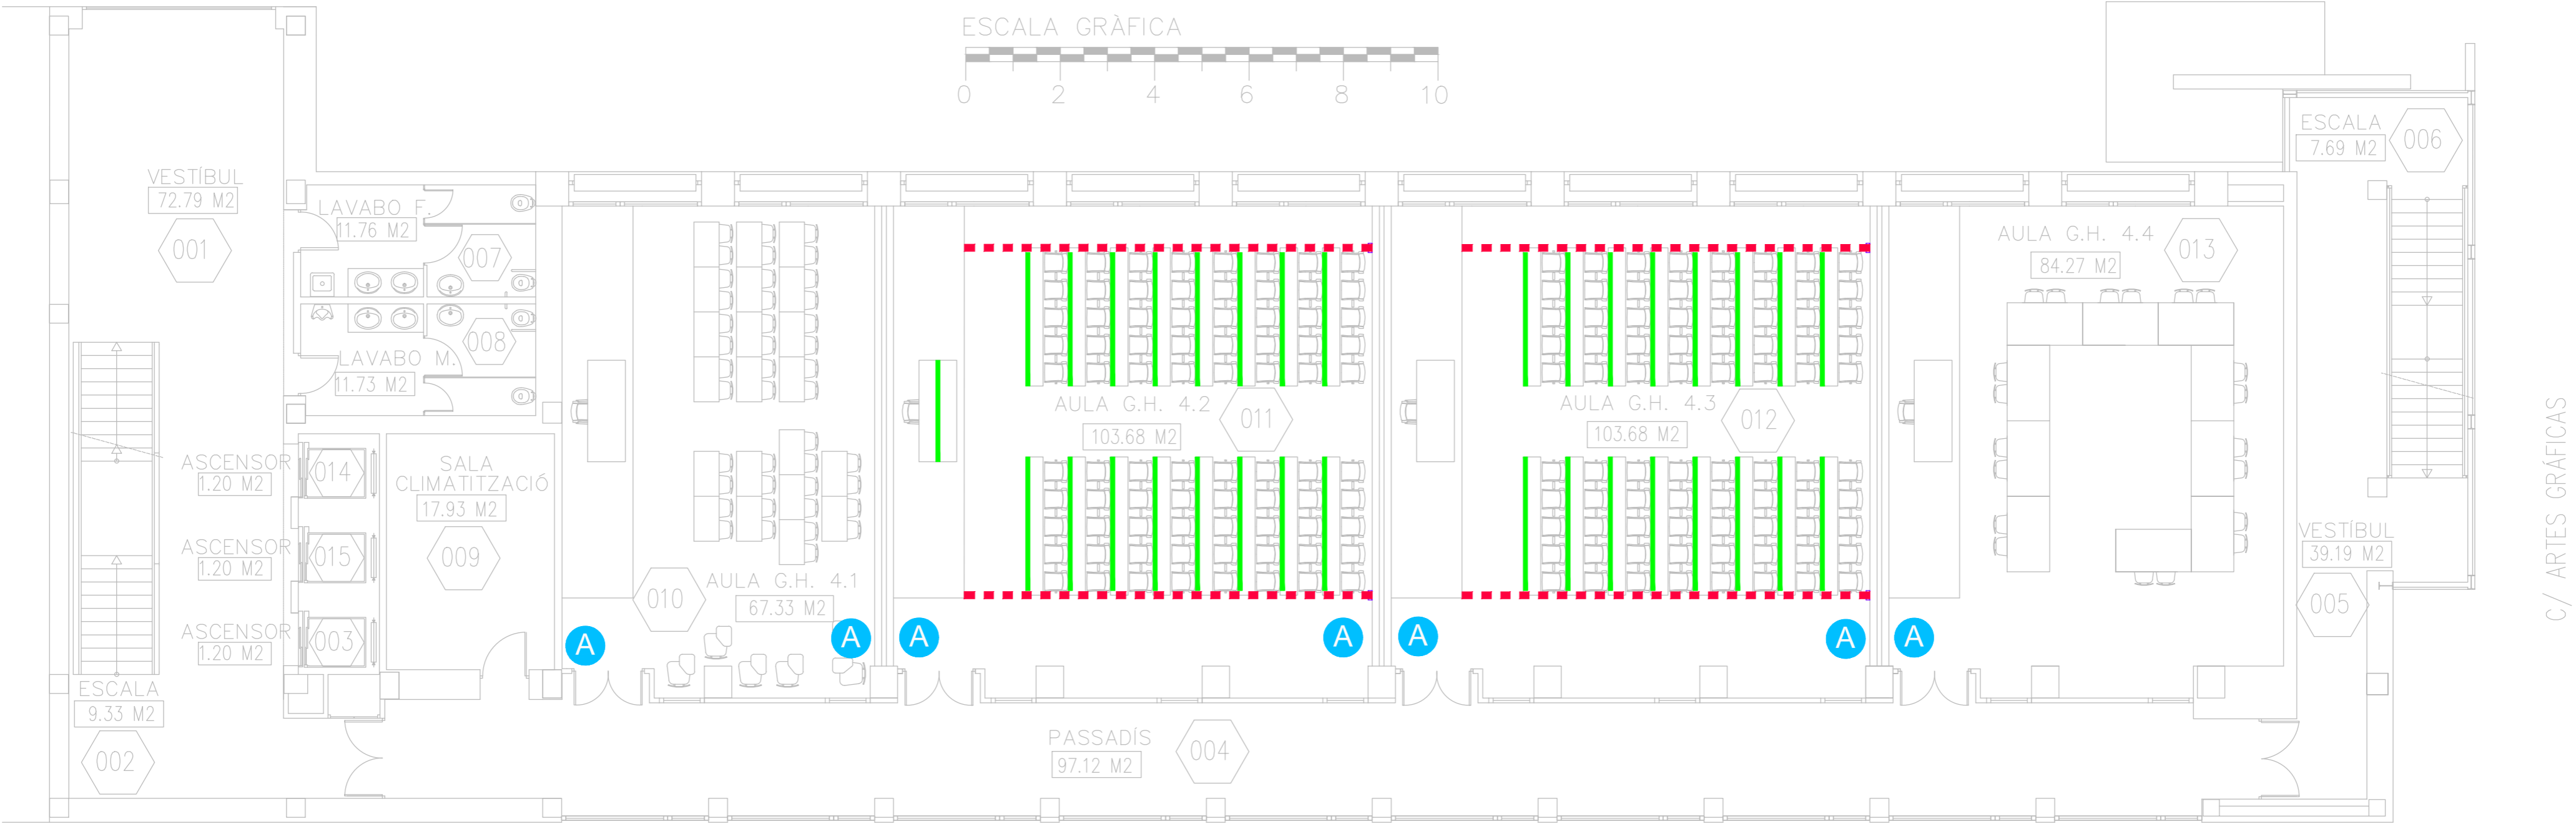 ESCALA GRÀFICA
0 2 4 6 8 10
VESTÍBUL
72.79 M2
001
LAVABO F.
11.76 M2
007
LAVABO M.
11.73 M2
008
ASCENSOR
1.20 M2
014
ASCENSOR
1.20 M2
015
ASCENSOR
1.20 M2
003
ESCALA
9.33 M2
002
SALA
CLIMATITZACIÓ
17.93 M2
009
AULA G.H. 4.1
67.33 M2
010
A
A
AULA G.H. 4.2
103.68 M2
011
A
A
AULA G.H. 4.3
103.68 M2
012
A
A
AULA G.H. 4.4
84.27 M2
013
A
PASSADÍS
97.12 M2
004
ESCALA
7.69 M2
006
VESTÍBUL
39.19 M2
005
C/ ARTES GRÁFICAS